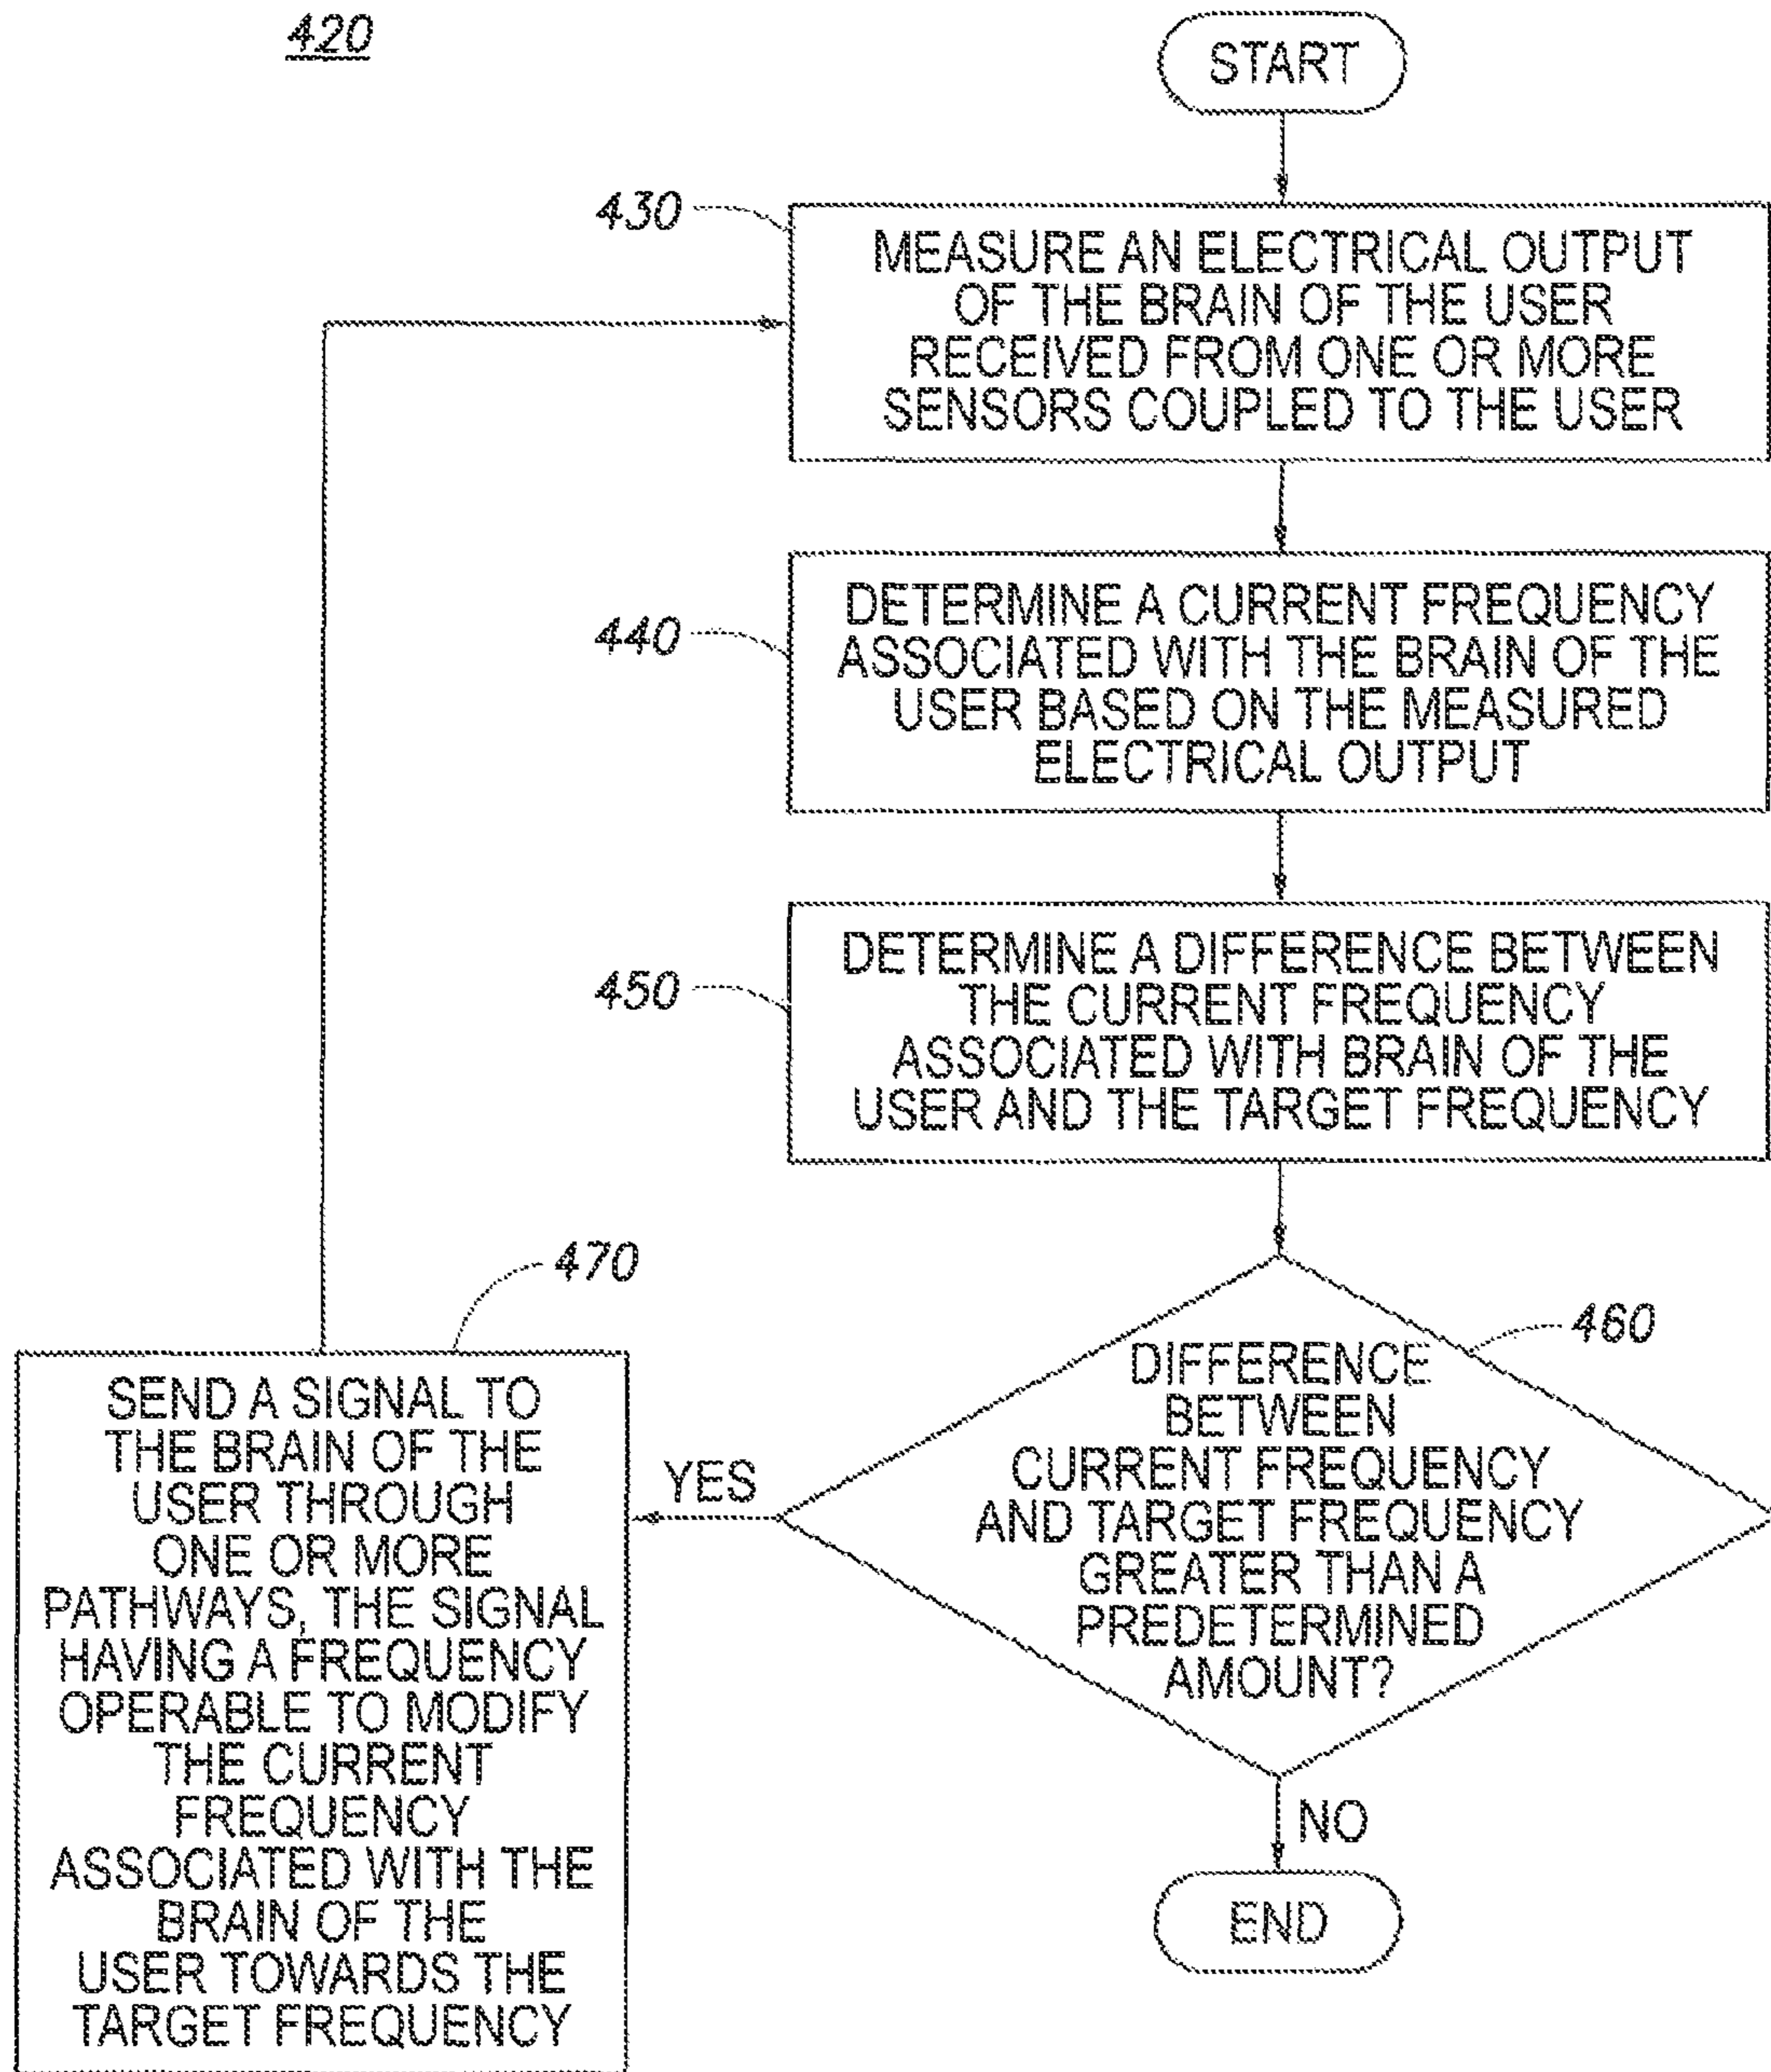 420
START
430
MEASURE AN ELECTRICAL OUTPUT
OF THE BRAIN OF THE USER
RECEIVED FROM ONE OR MORE
SENSORS COUPLED TO THE USER
440
DETERMINE A CURRENT FREQUENCY
ASSOCIATED WITH THE BRAIN OF THE
USER BASED ON THE MEASURED
ELECTRICAL OUTPUT
450
DETERMINE A DIFFERENCE BETWEEN
THE CURRENT FREQUENCY
ASSOCIATED WITH BRAIN OF THE
USER AND THE TARGET FREQUENCY
460
DIFFERENCE
BETWEEN
CURRENT FREQUENCY
AND TARGET FREQUENCY
GREATER THAN A
PREDETERMINED
AMOUNT?
YES
470
SEND A SIGNAL TO
THE BRAIN OF THE
USER THROUGH
ONE OR MORE
PATHWAYS, THE SIGNAL
HAVING A FREQUENCY
OPERABLE TO MODIFY
THE CURRENT
FREQUENCY
ASSOCIATED WITH THE
BRAIN OF THE
USER TOWARDS THE
TARGET FREQUENCY
NO
END